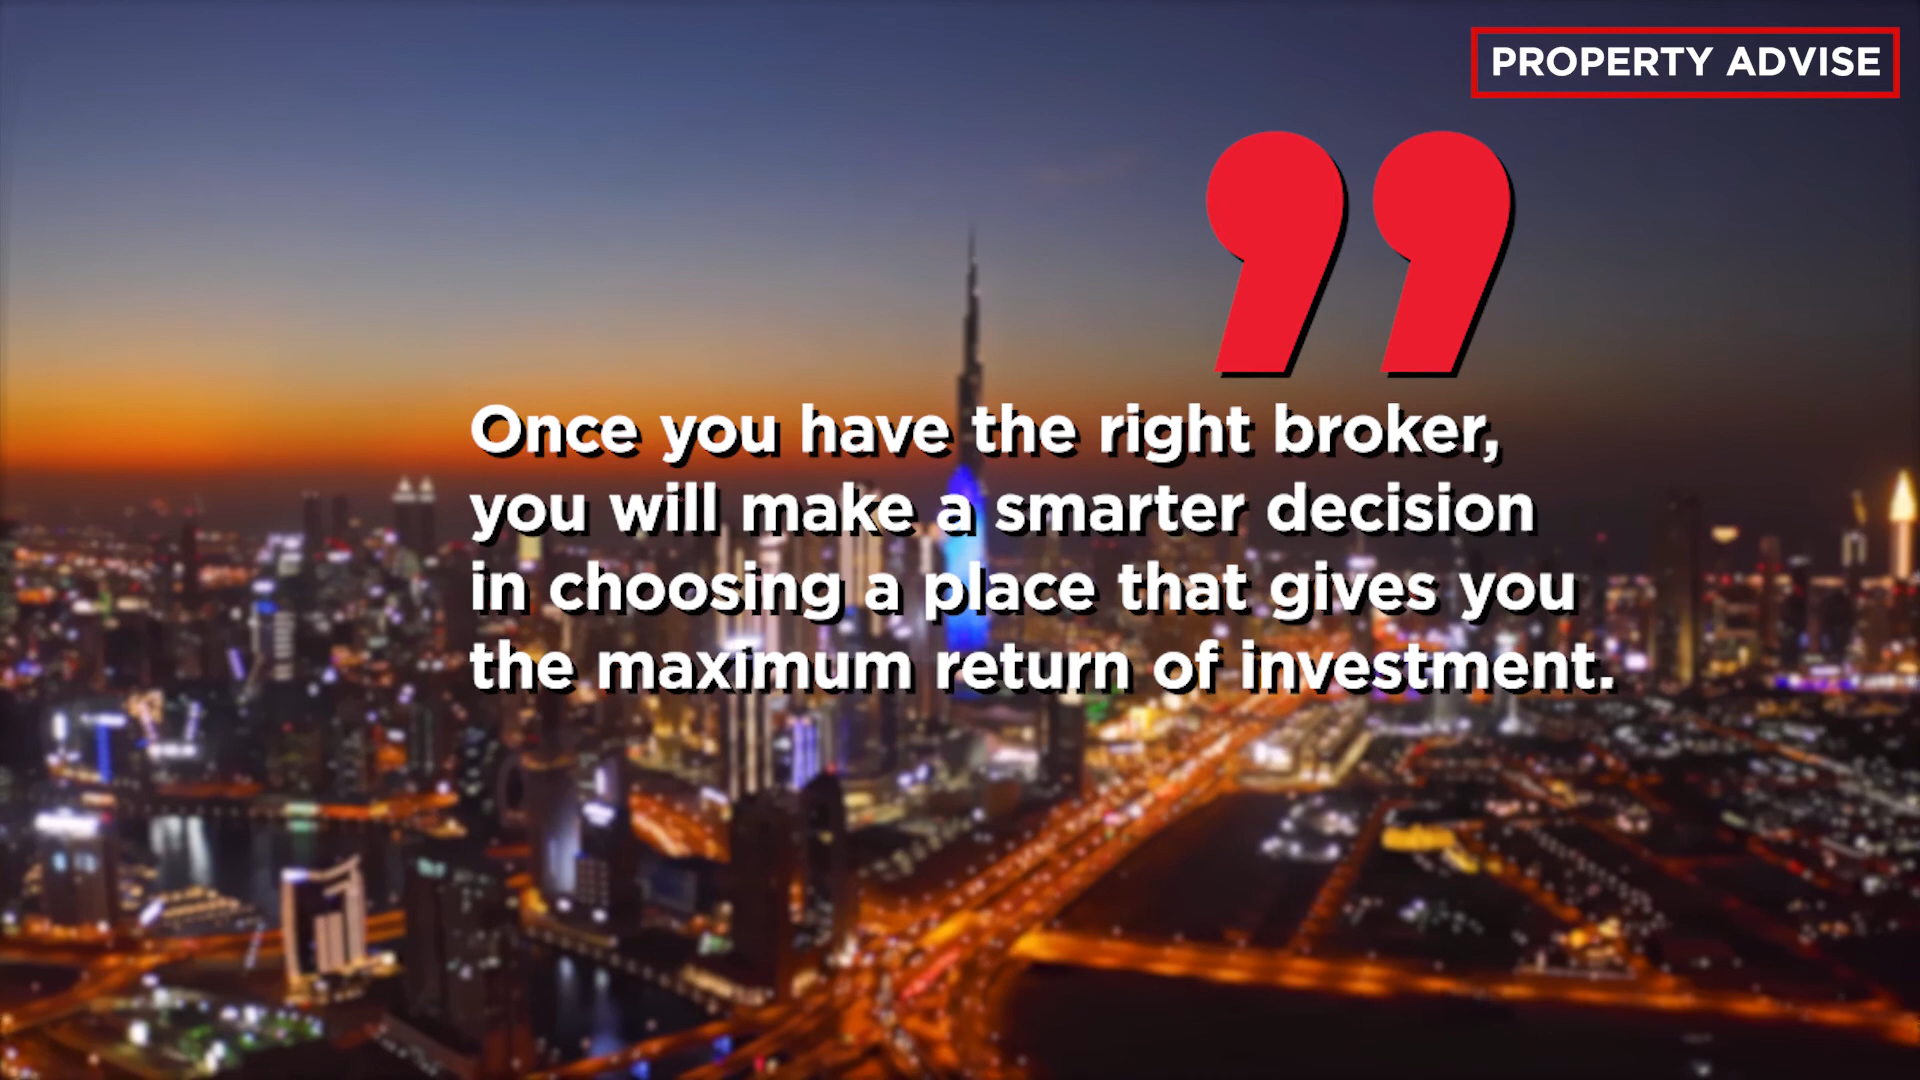 PROPERTY ADVISE
”
Once you have the right broker,
you will make a smarter decision
in choosing a place that gives you
the maximum return of investment.